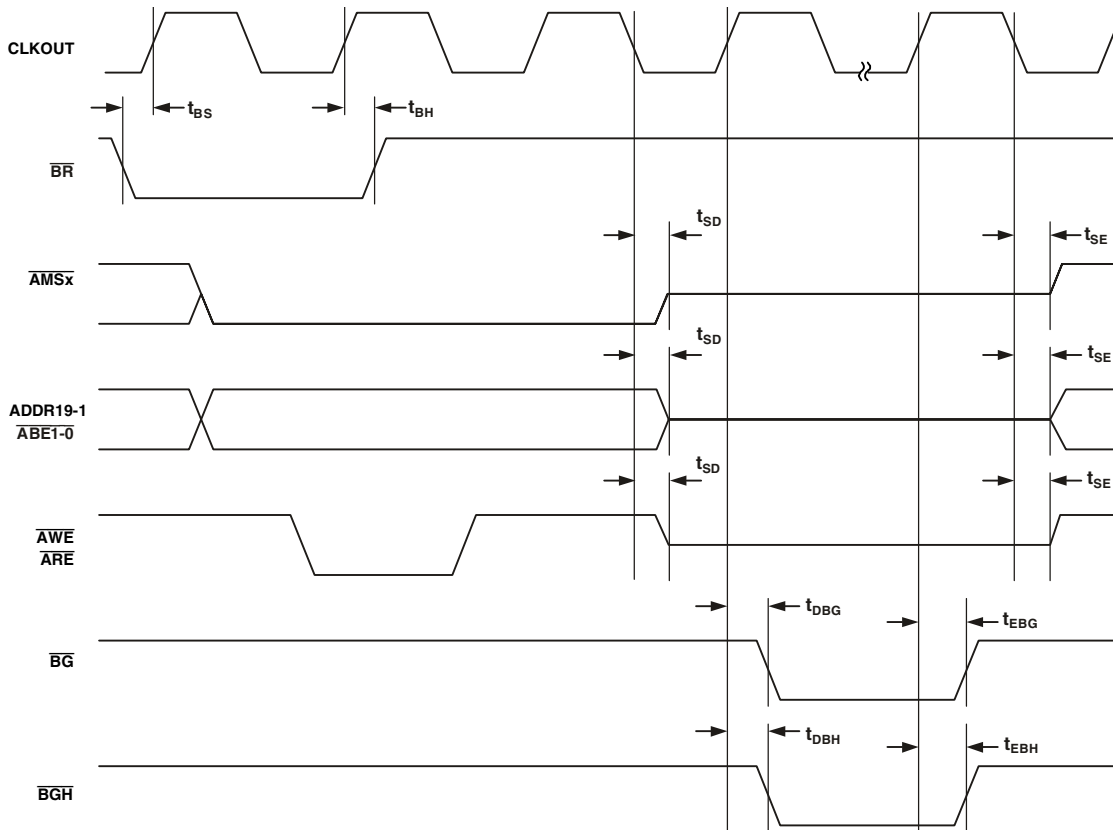 CLKOUT
tBS
tBH
BR
tSD
tSE
AMSx
tSD
tSE
ADDR19-1
ABE1-0
tSD
tSE
AWE
ARE
tDBG
tEBG
BG
tDBH
tEBH
BGH